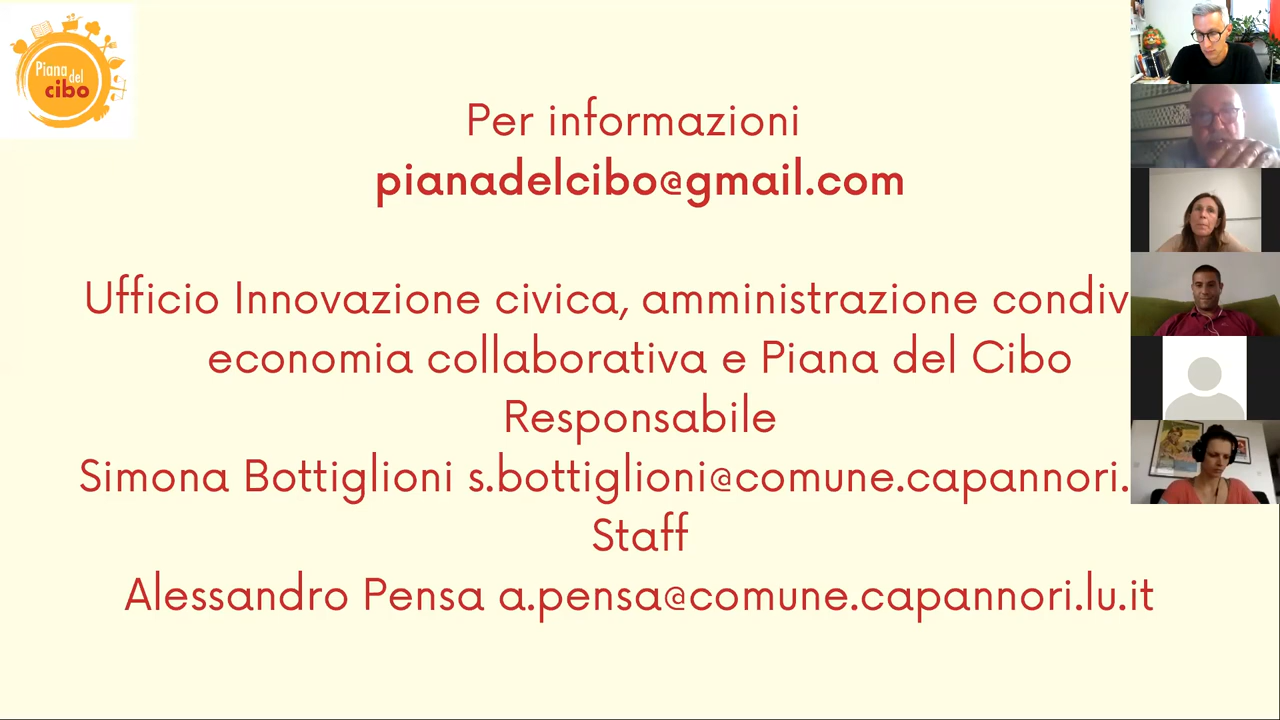 Piana del
cibo
Per informazioni
pianadelcibo@gmail.com
Ufficio Innovazione civica, amministrazione condiv
economia collaborativa e Piana del Cibo
Responsabile
Simona Bottiglioni s.bottiglioni@comune.capannori.
Staff
Alessandro Pensa a.pensa@comune.capannori.lu.it